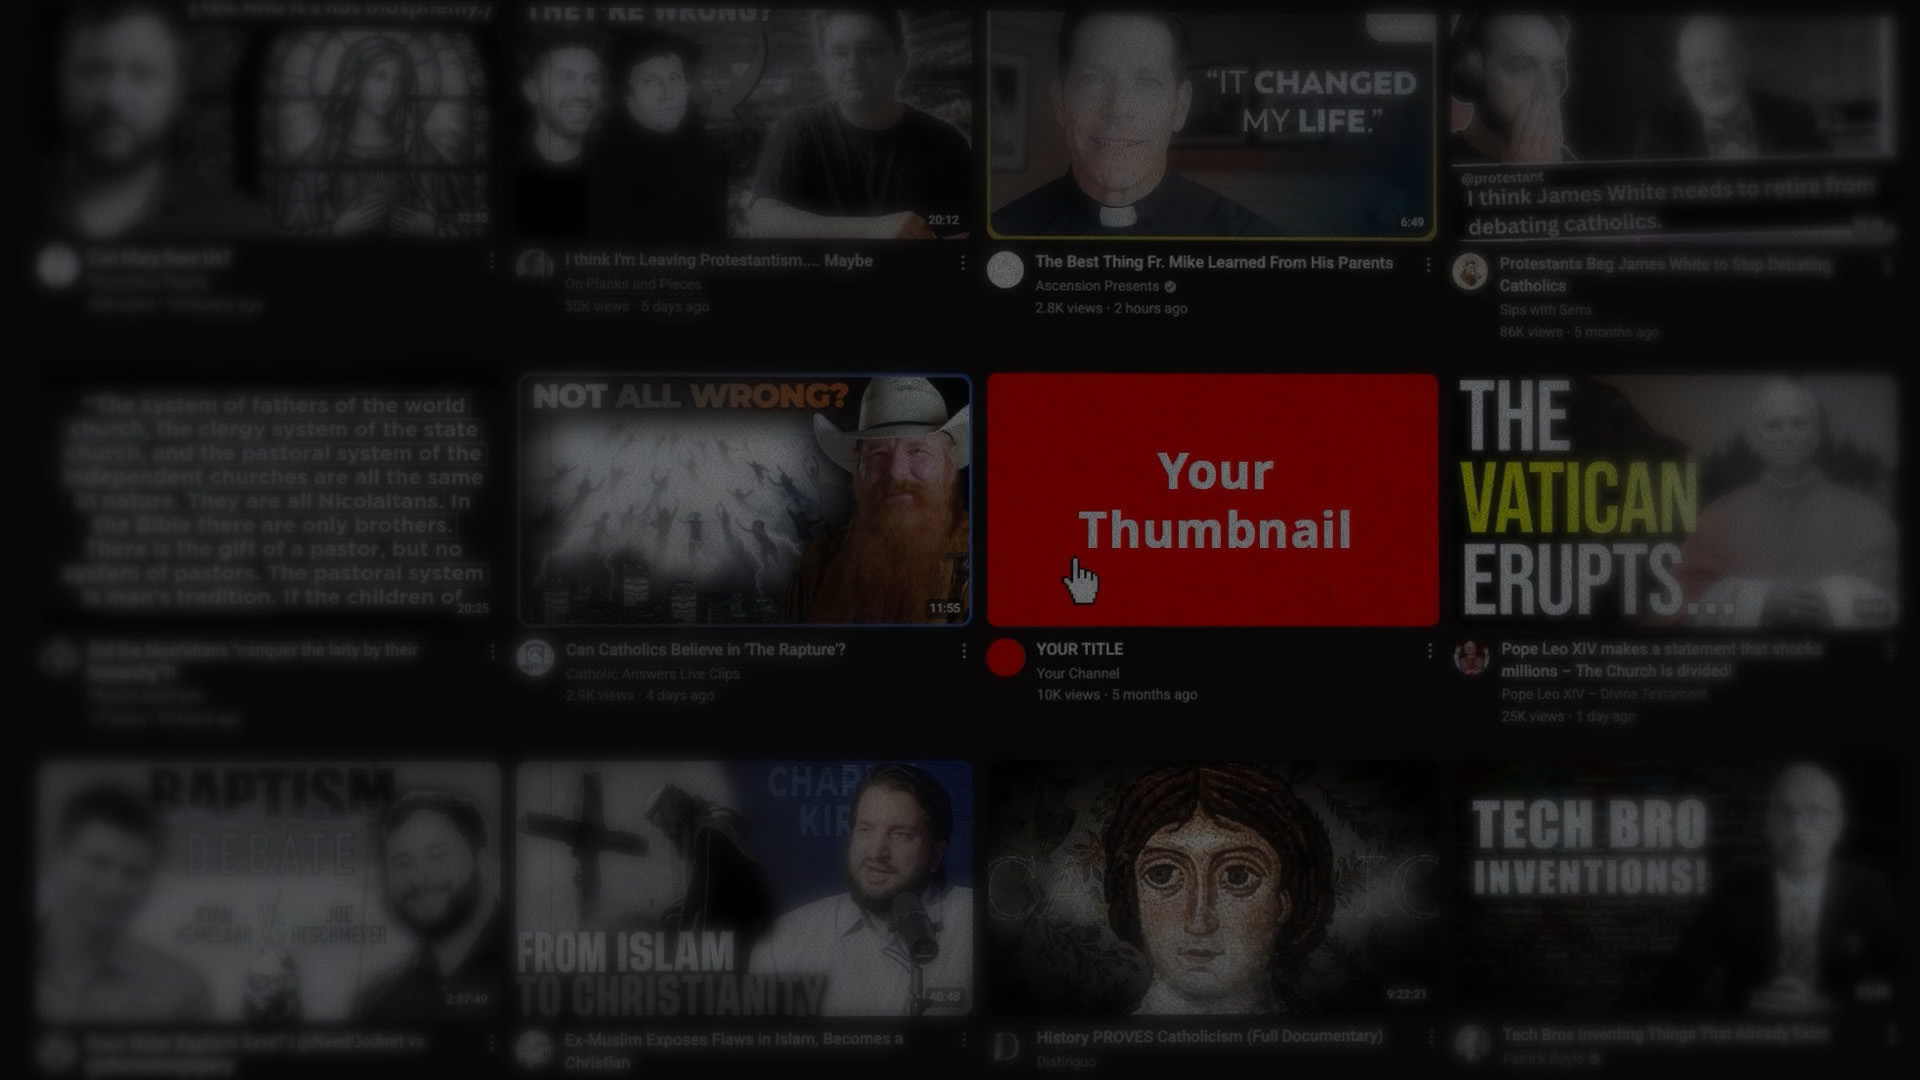 (Yes. And it's not blasphemy.)
THEY'RE WRONG?
"IT CHANGED
MY LIFE."
@protestant
I think James White needs to retire from
debating catholics.
32:35
20:12
6:49
Can Mary Save Us?
I think I'm Leaving Protestantism.... Maybe
On Planks and Pieces
30K views · 5 days ago
The Best Thing Fr. Mike Learned From His Parents
Ascension Presents
2.8K views · 2 hours ago
Protestants Beg James White to Stop Debating
Catholics
Sips with Serra
86K views · 5 months ago
"The system of fathers of the world
church, the clergy system of the state
church, and the pastoral system of the
independent churches are all the same
in nature. They are all Nicolaitans. In
the Bible there are only brothers.
There is the gift of a pastor, but no
system of pastors. The pastoral system
is man's tradition. If the children of
20:25
NOT ALL WRONG?
11:55
Your
Thumbnail
THE
VATICAN
ERUPTS...
Did the Nicolaitans "conquer the laity by their
hierarchy"?!
Can Catholics Believe in 'The Rapture'?
Catholic Answers Live Clips
2.9K views · 4 days ago
YOUR TITLE
Your Channel
10K views · 5 months ago
Pope Leo XIV makes a statement that shocks
millions – The Church is divided!
Pope Leo XIV – Divine Testament
25K views · 1 day ago
BAPTISM
DEBATE
RYAN
HEMELAAR
VS
JOE
HESCHMEYER
2:37:49
CHARLIE
KIR
FROM ISLAM
TO CHRISTIANITY
40:48
CATHOLIC
9:22:21
TECH BRO
INVENTIONS!
Does Water Baptism Save? | @NeedGodnet vs
@shamelesspopery
Ex-Muslim Exposes Flaws in Islam, Becomes a
Christian
D
History PROVES Catholicism (Full Documentary)
Distinguo
Tech Bros Inventing Things That Already Exist
Patrick Boyle